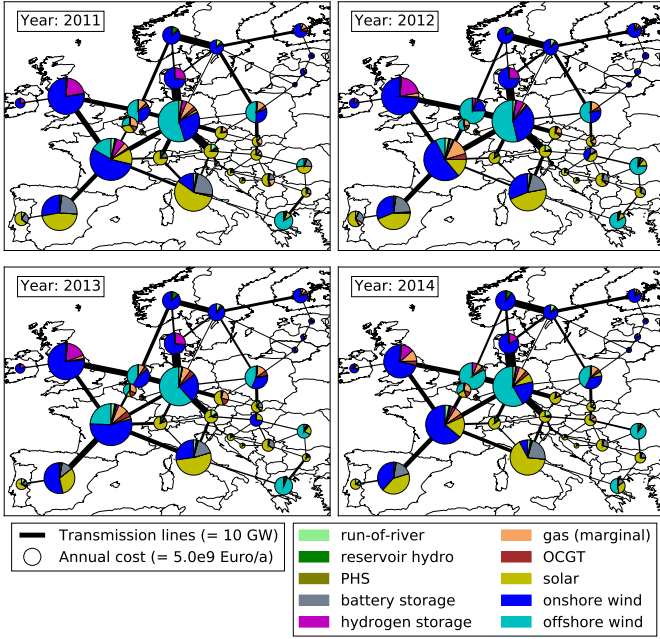 Year: 2011
Year: 2012
Year: 2013
Year: 2014
Transmission lines (= 10 GW)
Annual cost (= 5.0e9 Euro/a)
run-of-river
reservoir hydro
PHS
battery storage
hydrogen storage
gas (marginal)
OCGT
solar
onshore wind
offshore wind